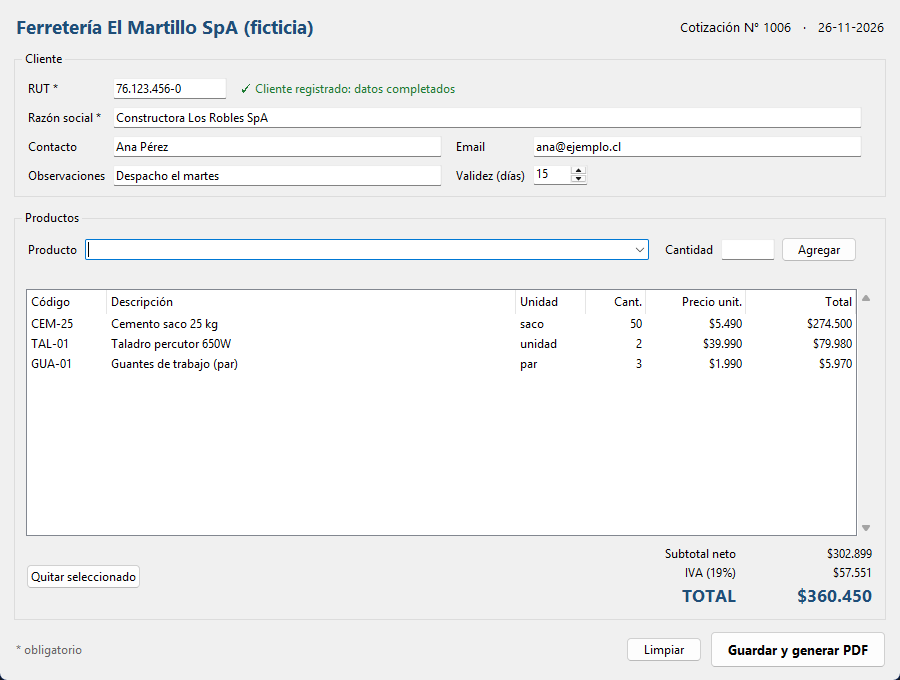 Ferretería El Martillo SpA (ficticia) Cotización N° 1006 · 26-11-2026
Cliente
RUT * 76.123.456-0 ✓ Cliente registrado: datos completados
Razón social * Constructora Los Robles SpA
Contacto Ana Pérez Email ana@ejemplo.cl
Observaciones Despacho el martes Validez (días) 15
Productos
Producto Cantidad Agregar
Código Descripción Unidad Cant. Precio unit. Total
CEM-25 Cemento saco 25 kg saco 50 $5.490 $274.500
TAL-01 Taladro percutor 650W unidad 2 $39.990 $79.980
GUA-01 Guantes de trabajo (par) par 3 $1.990 $5.970
Subtotal neto $302.899
Quitar seleccionado IVA (19%) $57.551
TOTAL $360.450
* obligatorio Limpiar Guardar y generar PDF